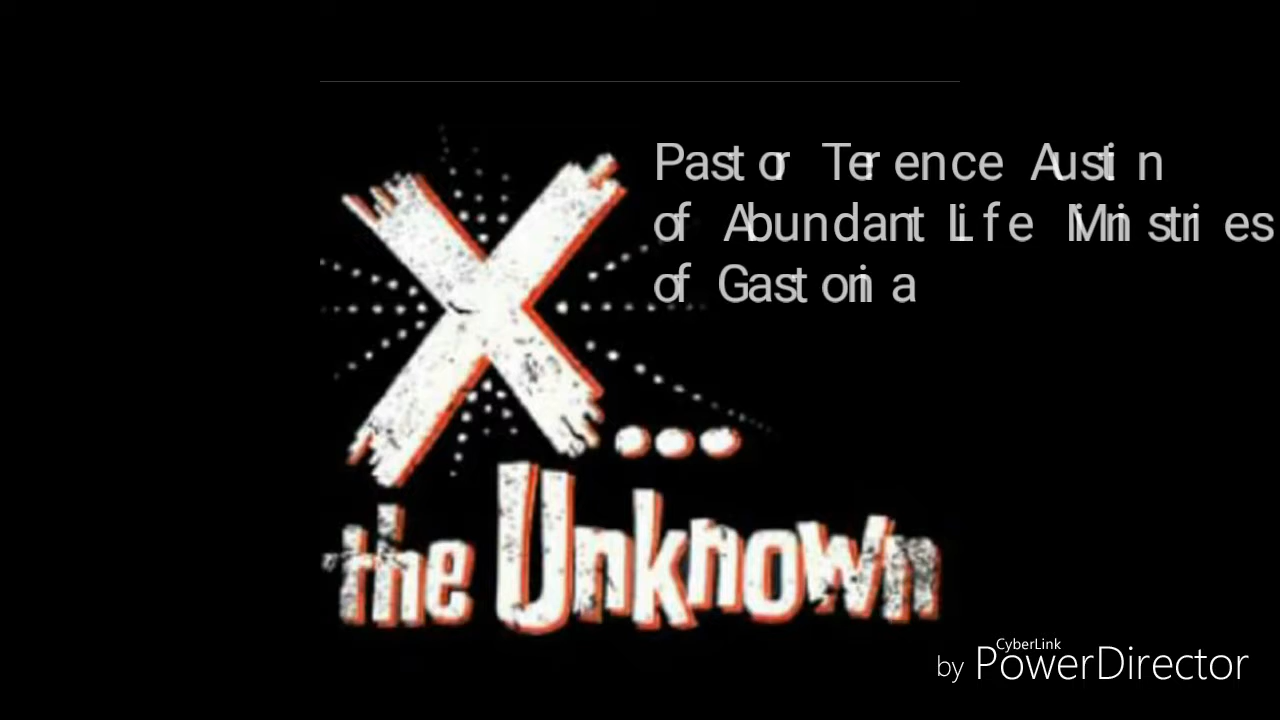 Pastor Terence Austin
of Abundant Life Ministries
of Gastonia
X...
the Unknown
by CyberLink PowerDirector